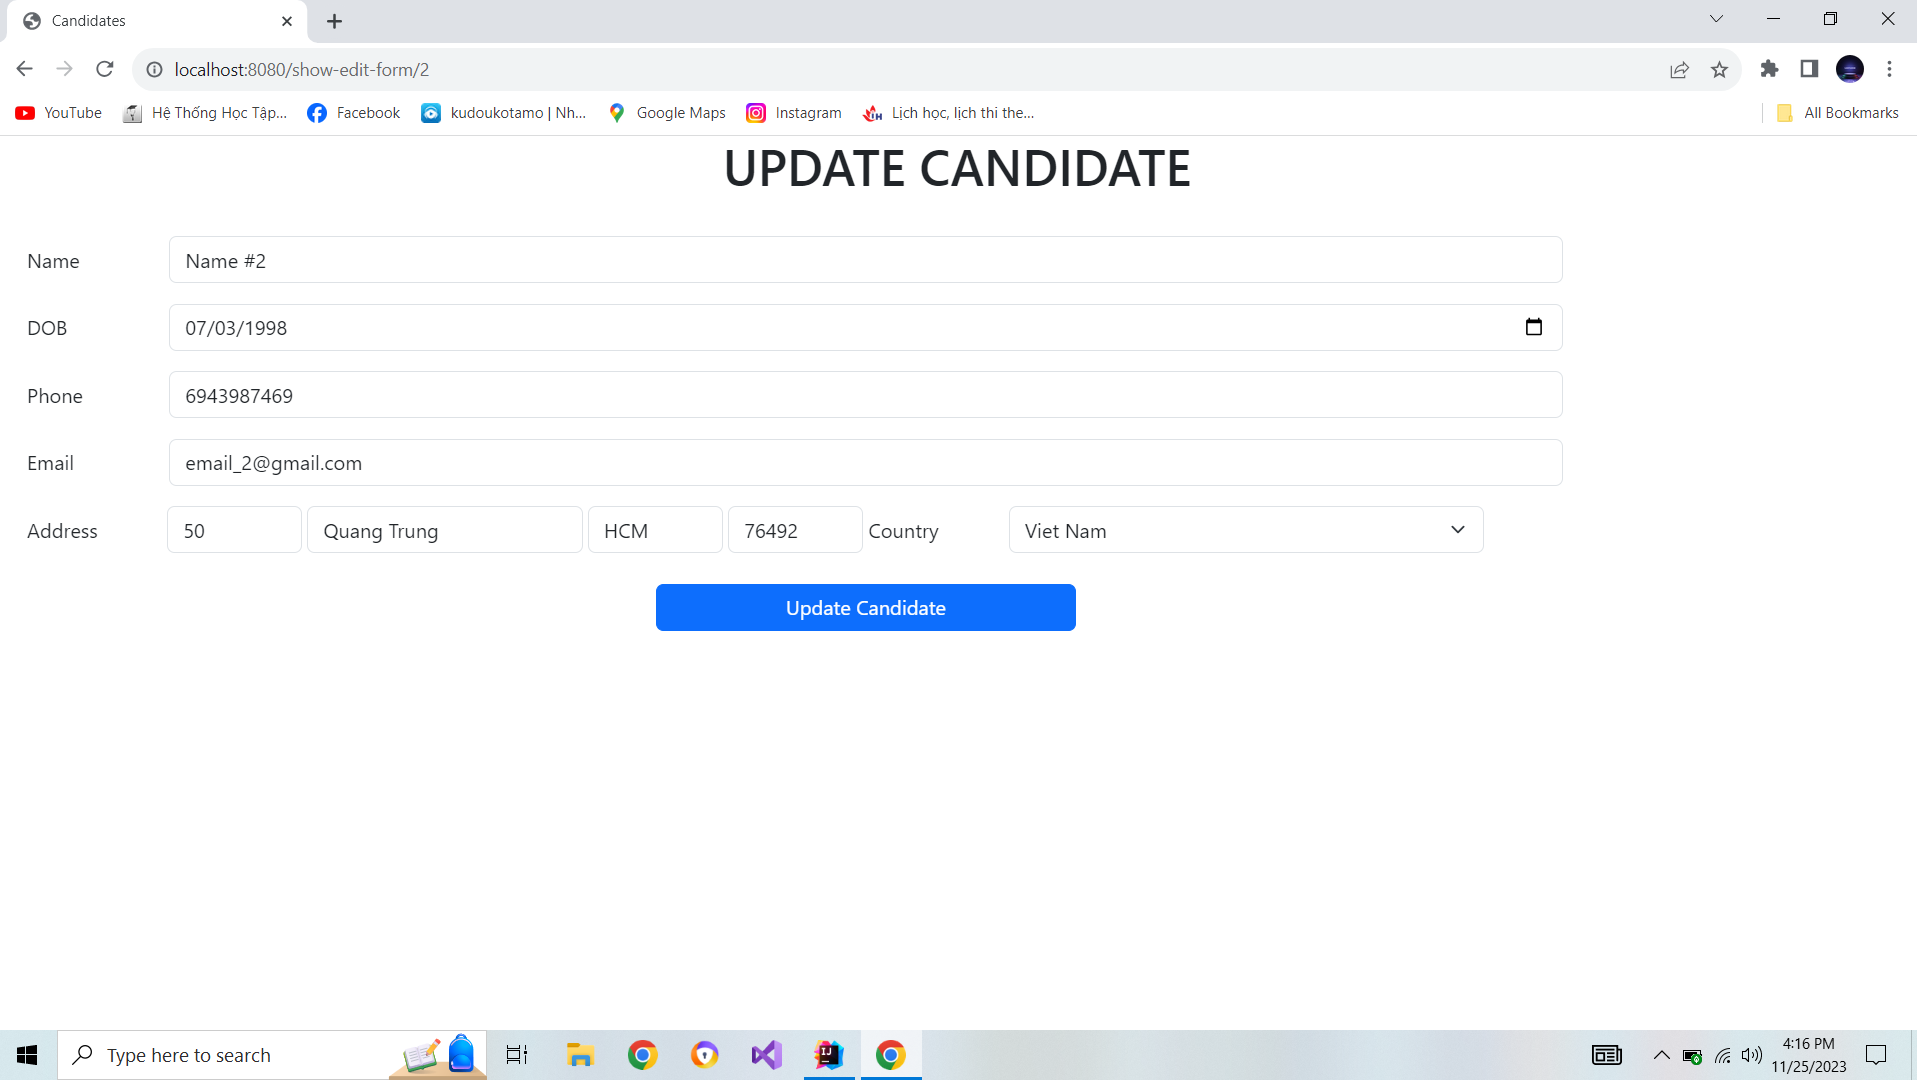 Candidates
localhost:8080/show-edit-form/2
YouTube Hệ Thống Học Tập... Facebook kudoukotamo | Nh... Google Maps Instagram Lịch học, lịch thi the... All Bookmarks
UPDATE CANDIDATE
Name Name #2
DOB 07/03/1998
Phone 6943987469
Email email_2@gmail.com
Address 50 Quang Trung HCM 76492 Country Viet Nam
Update Candidate
Type here to search
4:16 PM
11/25/2023